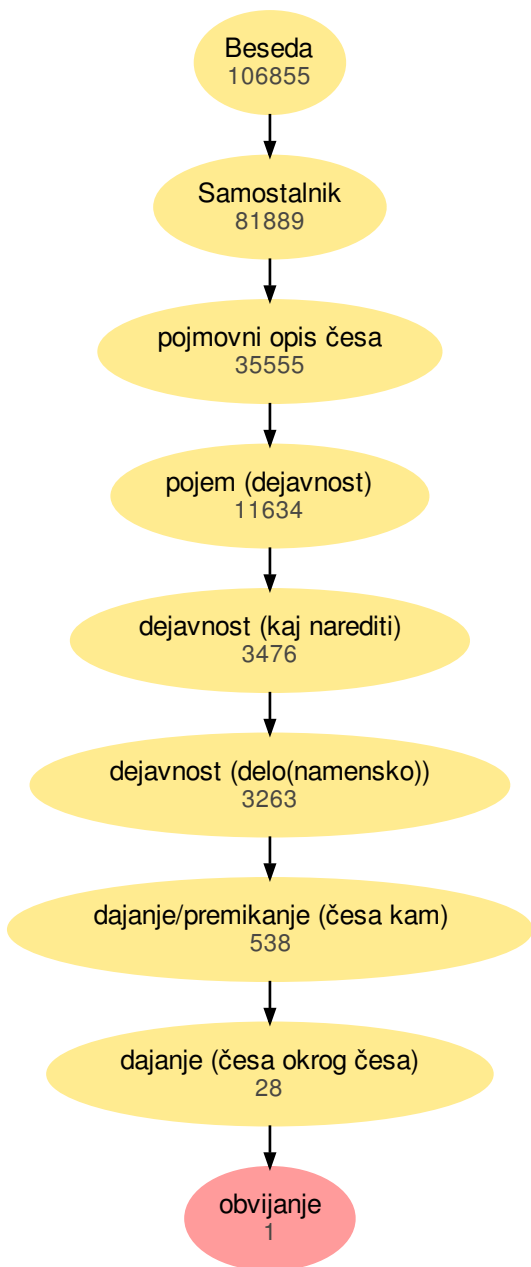 Beseda
106855
Samostalnik
81889
pojmovni opis česa
35555
pojem (dejavnost)
11634
dejavnost (kaj narediti)
3476
dejavnost (delo(namensko))
3263
dajanje/premikanje (česa kam)
538
dajanje (česa okrog česa)
28
obvijanje
1